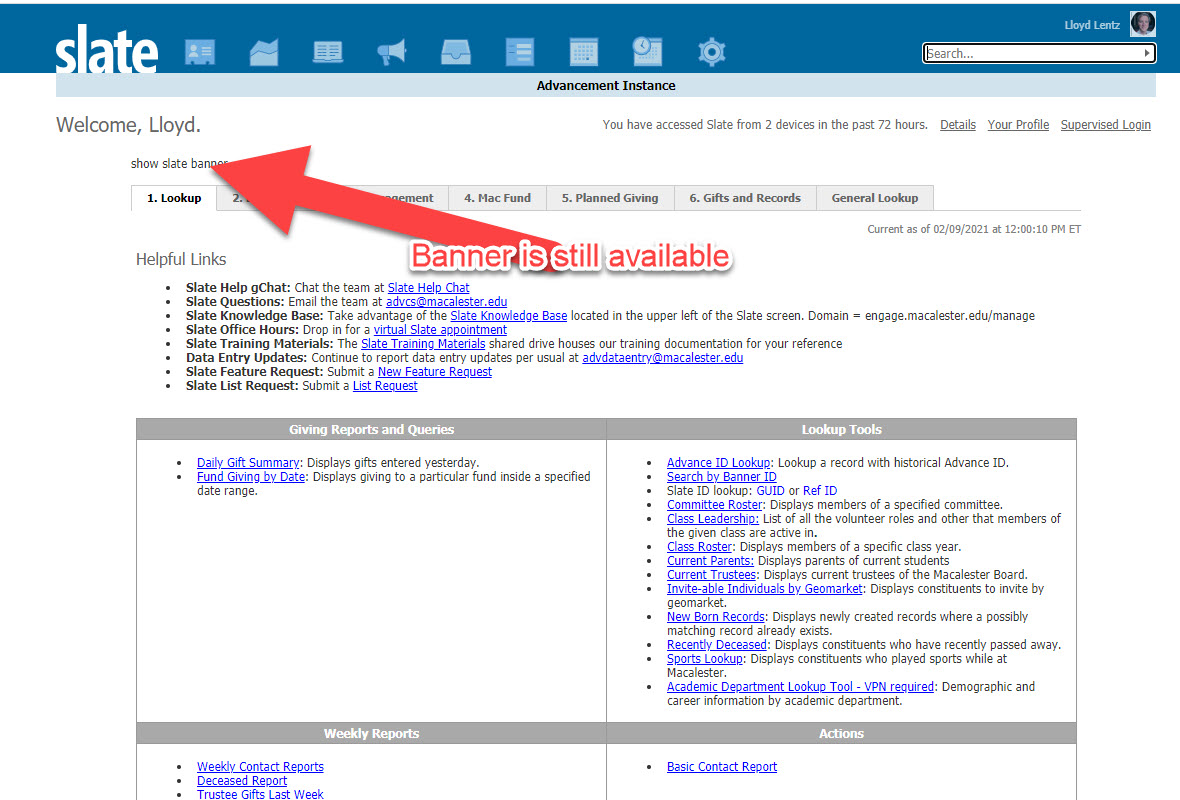 Lloyd Lentz
slate
Search...
Advancement Instance
Welcome, Lloyd.
You have accessed Slate from 2 devices in the past 72 hours. Details Your Profile Supervised Login
show slate banner
1. Lookup 2. 4. Mac Fund 5. Planned Giving 6. Gifts and Records General Lookup
Current as of 02/09/2021 at 12:00:10 PM ET
Banner is still available
Helpful Links
• Slate Help gChat: Chat the team at Slate Help Chat
• Slate Questions: Email the team at advcs@macalester.edu
• Slate Knowledge Base: Take advantage of the Slate Knowledge Base located in the upper left of the Slate screen. Domain = engage.macalester.edu/manage
• Slate Office Hours: Drop in for a virtual Slate appointment
• Slate Training Materials: The Slate Training Materials shared drive houses our training documentation for your reference
• Data Entry Updates: Continue to report data entry updates per usual at advdataentry@macalester.edu
• Slate Feature Request: Submit a New Feature Request
• Slate List Request: Submit a List Request
Giving Reports and Queries
• Daily Gift Summary: Displays gifts entered yesterday.
• Fund Giving by Date: Displays giving to a particular fund inside a specified
date range.
Lookup Tools
• Advance ID Lookup: Lookup a record with historical Advance ID.
• Search by Banner ID
• Slate ID lookup: GUID or Ref ID
• Committee Roster: Displays members of a specified committee.
• Class Leadership: List of all the volunteer roles and other that members of
the given class are active in.
• Class Roster: Displays members of a specific class year.
• Current Parents: Displays parents of current students
• Current Trustees: Displays current trustees of the Macalester Board.
• Invite-able Individuals by Geomarket: Displays constituents to invite by
geomarket.
• New Born Records: Displays newly created records where a possibly
matching record already exists.
• Recently Deceased: Displays constituents who have recently passed away.
• Sports Lookup: Displays constituents who played sports while at
Macalester.
• Academic Department Lookup Tool - VPN required: Demographic and
career information by academic department.
Weekly Reports
• Weekly Contact Reports
• Deceased Report
• Trustee Gifts Last Week
Actions
• Basic Contact Report